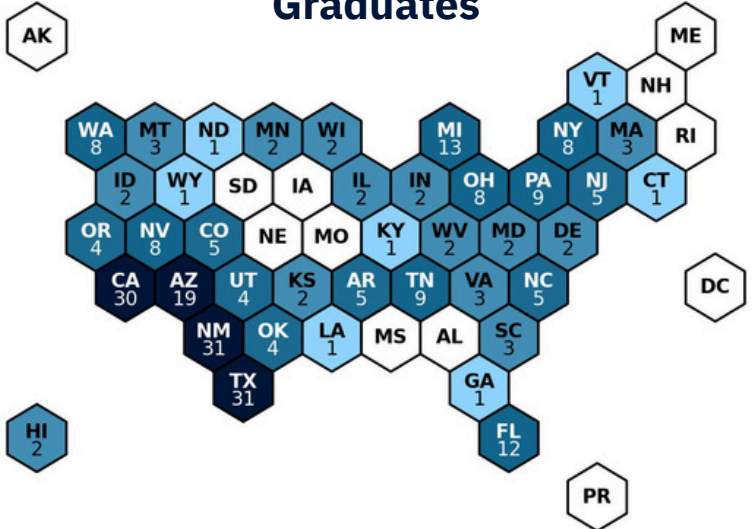 Graduates
AK
ME
VT
1
NH
WA
8
MT
3
ND
1
MN
2
WI
2
MI
13
NY
8
MA
3
RI
ID
2
WY
1
SD
IA
IL
2
IN
2
OH
8
PA
9
NJ
5
CT
1
OR
4
NV
8
CO
5
NE
MO
KY
1
WV
2
MD
2
DE
2
CA
30
AZ
19
UT
4
KS
2
AR
5
TN
9
VA
3
NC
5
DC
NM
31
OK
4
LA
1
MS
AL
SC
3
TX
31
GA
1
HI
2
FL
12
PR